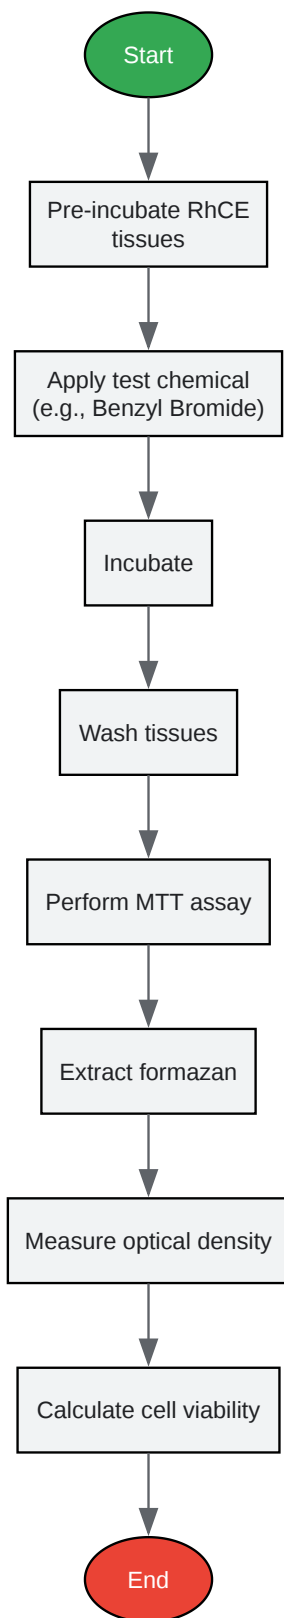 Start
Pre-incubate RhCE
tissues
Apply test chemical
(e.g., Benzyl Bromide)
Incubate
Wash tissues
Perform MTT assay
Extract formazan
Measure optical density
Calculate cell viability
End